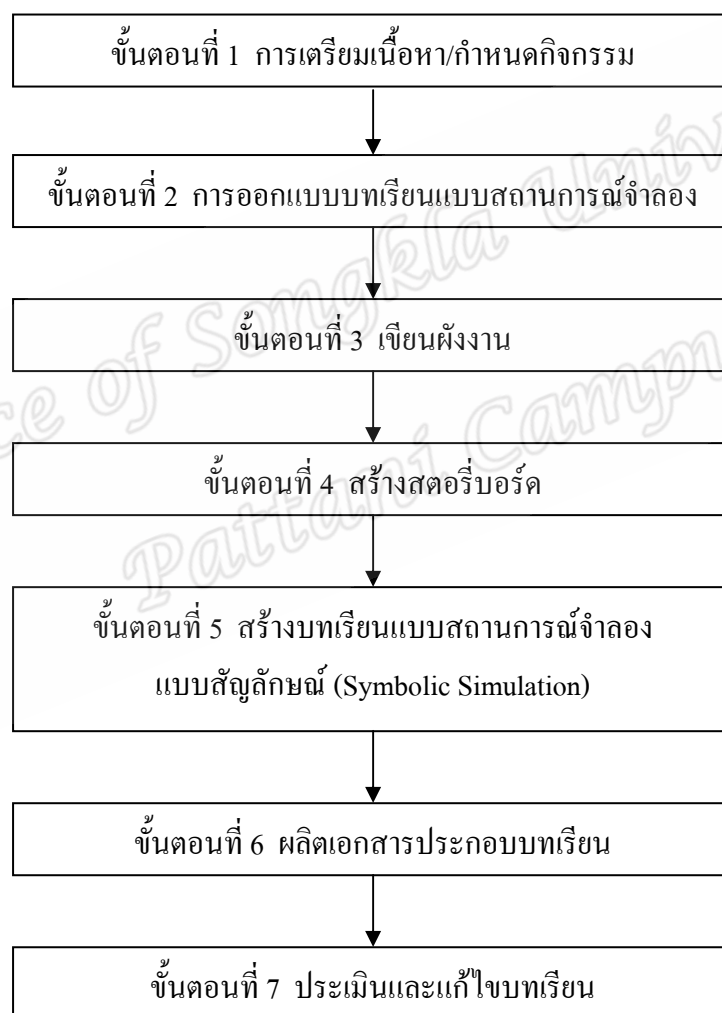 ขั้นตอนที่ 1 การเตรียมเนื้อหา/กำหนดกิจกรรม
ขั้นตอนที่ 2 การออกแบบบทเรียนแบบสถานการณ์จำลอง
ขั้นตอนที่ 3 เขียนผังงาน
ขั้นตอนที่ 4 สร้างสตอรี่บอร์ด
ขั้นตอนที่ 5 สร้างบทเรียนแบบสถานการณ์จำลอง
แบบสัญลักษณ์ (Symbolic Simulation)
ขั้นตอนที่ 6 ผลิตเอกสารประกอบบทเรียน
ขั้นตอนที่ 7 ประเมินและแก้ไขบทเรียน
of Songkla
Pattani Campu